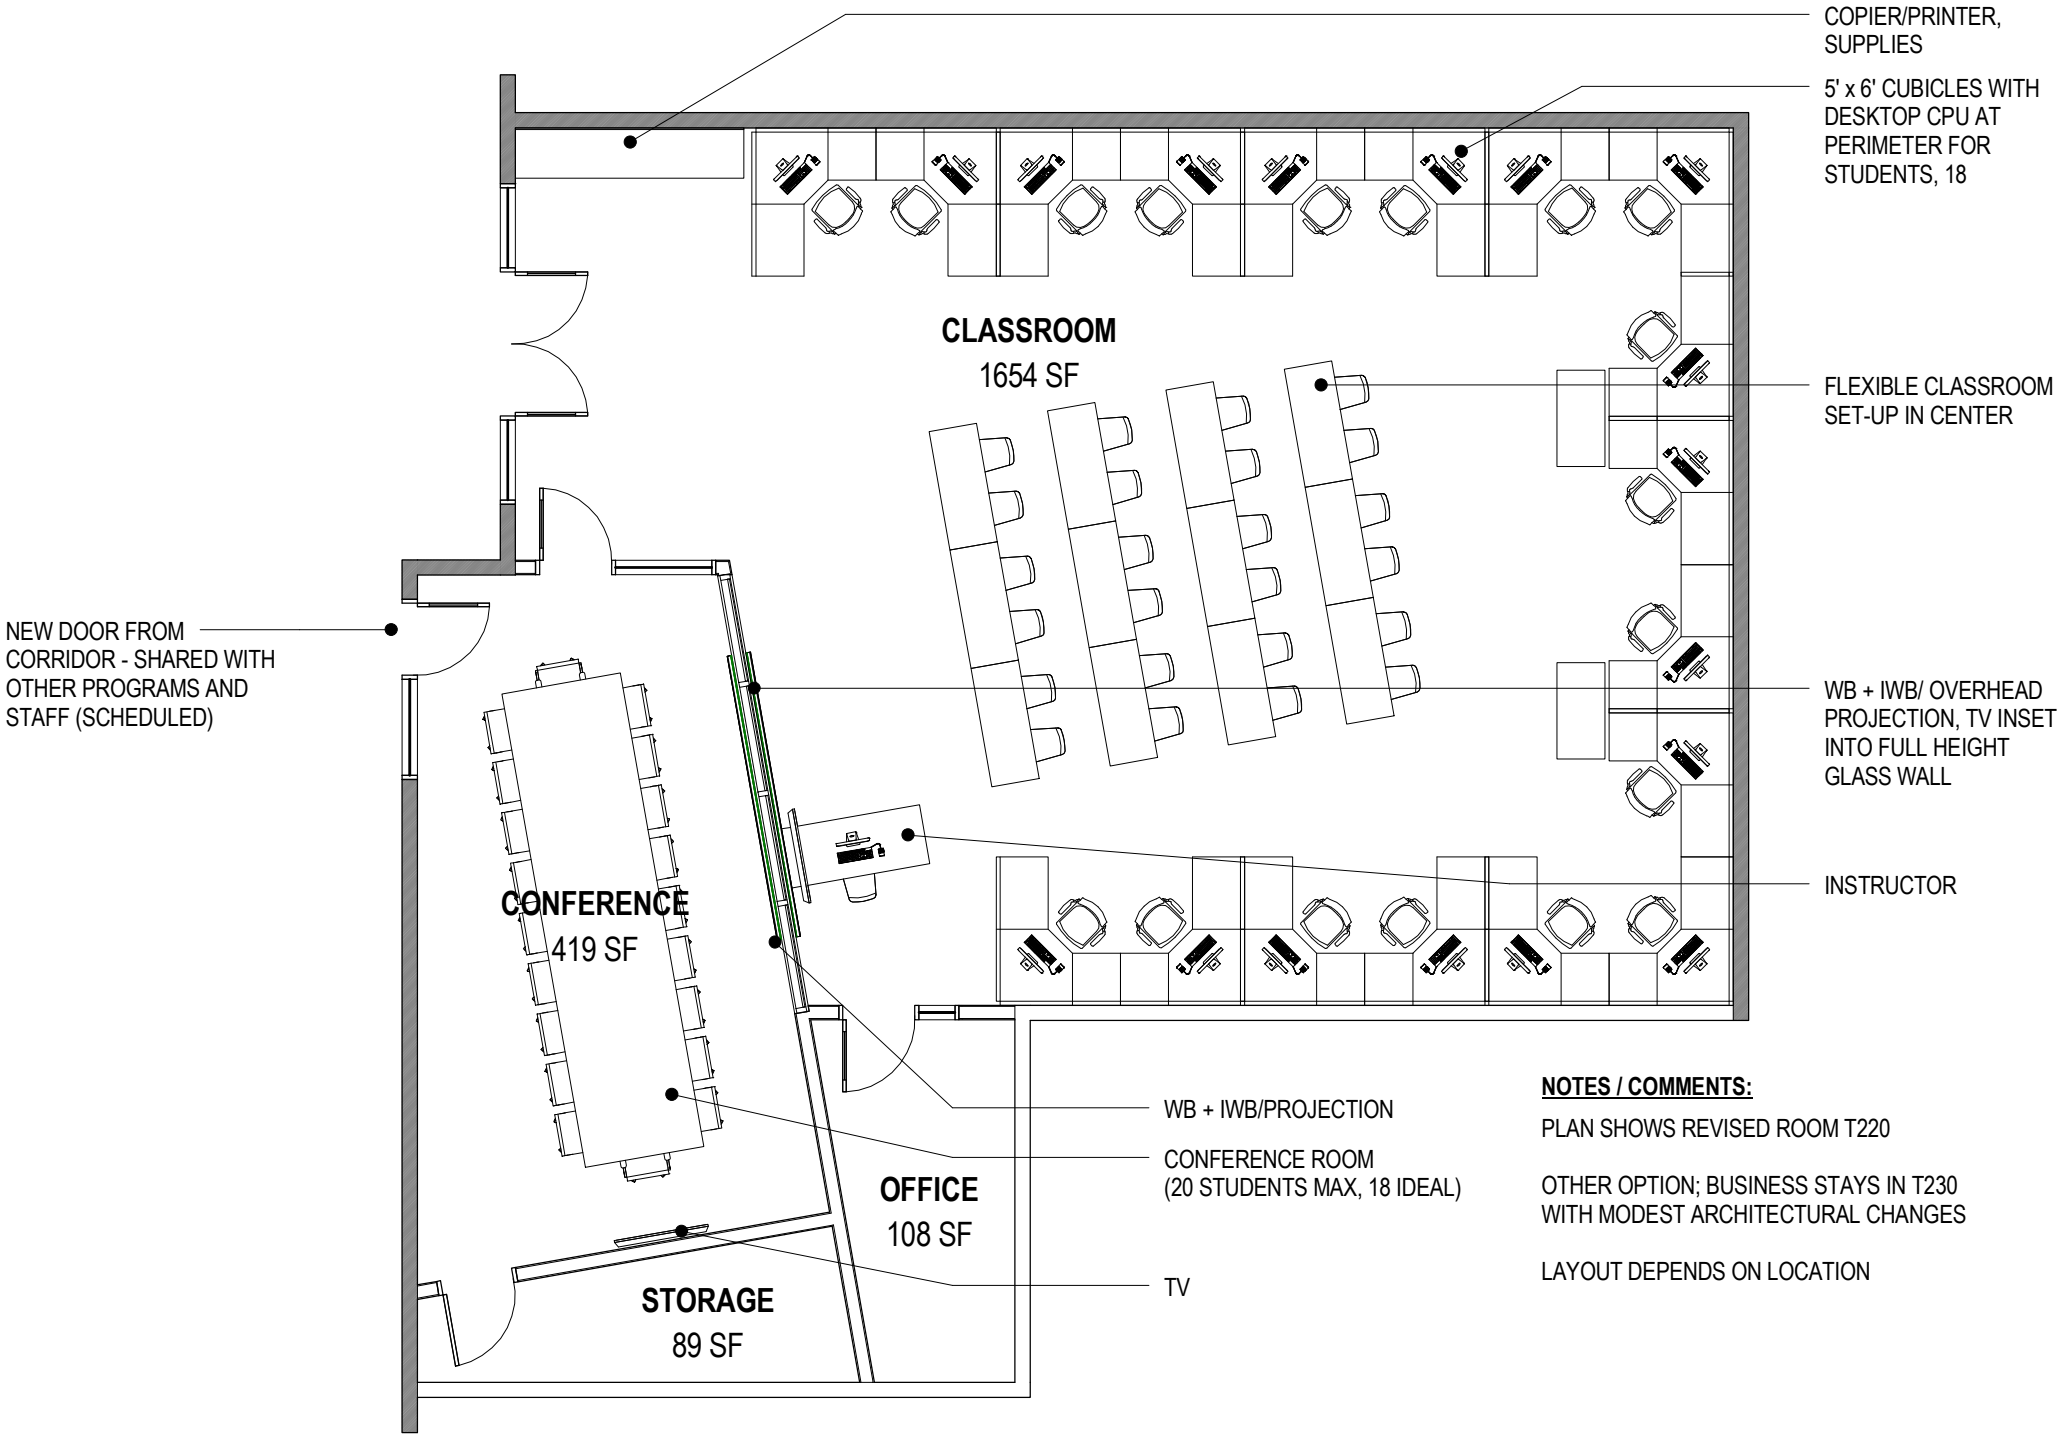 COPIER/PRINTER,
SUPPLIES
5' x 6' CUBICLES WITH
DESKTOP CPU AT
PERIMETER FOR
STUDENTS, 18
CLASSROOM
1654 SF
FLEXIBLE CLASSROOM
SET-UP IN CENTER
NEW DOOR FROM
CORRIDOR - SHARED WITH
OTHER PROGRAMS AND
STAFF (SCHEDULED)
WB + IWB/ OVERHEAD
PROJECTION, TV INSET
INTO FULL HEIGHT
GLASS WALL
INSTRUCTOR
CONFERENCE
419 SF
WB + IWB/PROJECTION
CONFERENCE ROOM
(20 STUDENTS MAX, 18 IDEAL)
OFFICE
108 SF
TV
STORAGE
89 SF
NOTES / COMMENTS:
PLAN SHOWS REVISED ROOM T220
OTHER OPTION; BUSINESS STAYS IN T230
WITH MODEST ARCHITECTURAL CHANGES
LAYOUT DEPENDS ON LOCATION